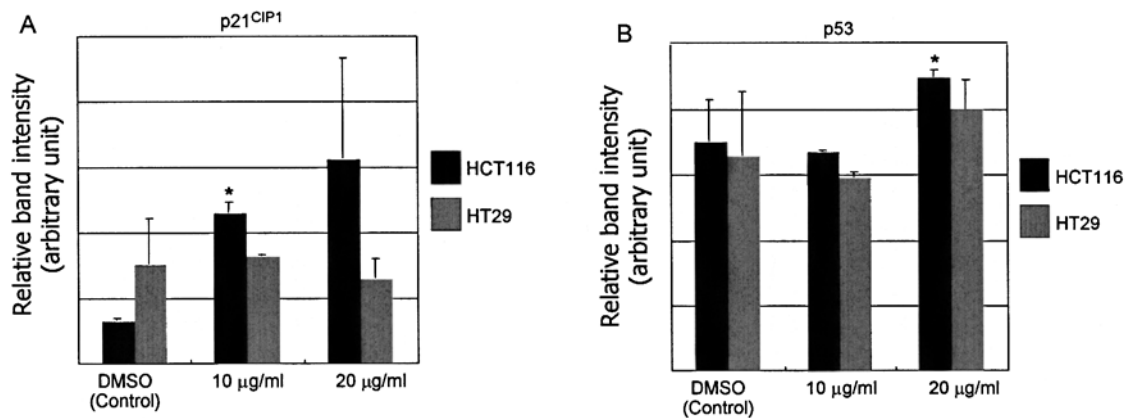 A
p21CIP1
Relative band intensity
(arbitrary unit)
*
HCT116
HT29
DMSO
(Control)
10 μg/ml
20 μg/ml
B
p53
Relative band intensity
(arbitrary unit)
*
HCT116
HT29
DMSO
(Control)
10 μg/ml
20 μg/ml